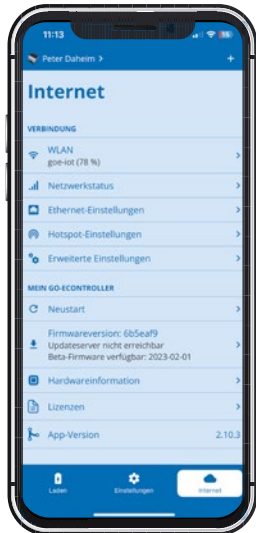 11:13
15
Peter Daheim >
+
Internet
VERBINDUNG
WLAN
goe-iot (78 %)
Netzwerkstatus
Ethernet-Einstellungen
Hotspot-Einstellungen
Erweiterte Einstellungen
MEIN GO-ECONTROLLER
Neustart
Firmwareversion: 6b5eaf9
Updateserver nicht erreichbar
Beta-Firmware verfügbar: 2023-02-01
Hardwareinformation
Lizenzen
App-Version 2.10.3
Laden Einstellungen Internet